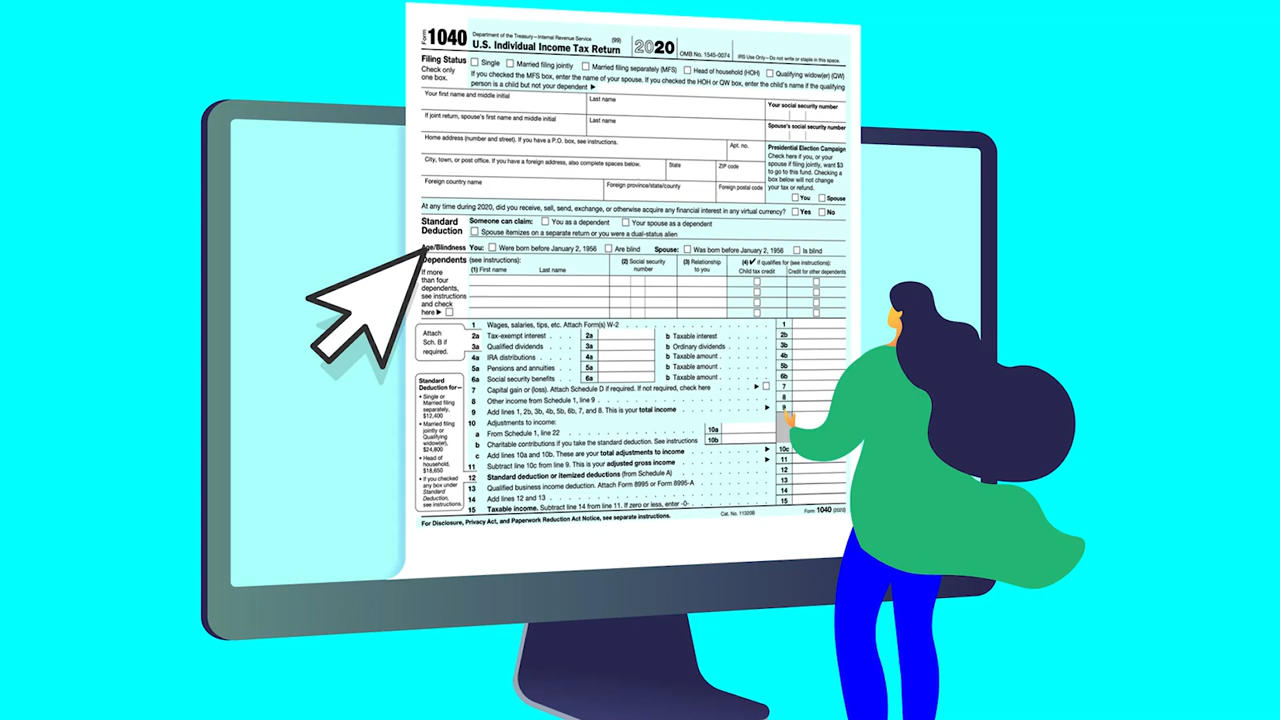 Form 1040 Department of the Treasury—Internal Revenue Service (99)
U.S. Individual Income Tax Return 2020 OMB No. 1545-0074 IRS Use Only—Do not write or staple in this space.
Filing Status
Check only
one box.
Single Married filing jointly Married filing separately (MFS) Head of household (HOH) Qualifying widow(er) (QW)
If you checked the MFS box, enter the name of your spouse. If you checked the HOH or QW box, enter the child's name if the qualifying
person is a child but not your dependent ▶
Your first name and middle initial Last name Your social security number
If joint return, spouse's first name and middle initial Last name Spouse's social security number
Home address (number and street). If you have a P.O. box, see instructions. Apt. no.
City, town, or post office. If you have a foreign address, also complete spaces below. State ZIP code
Foreign country name Foreign province/state/county Foreign postal code
Presidential Election Campaign
Check here if you, or your
spouse if filing jointly, want $3
to go to this fund. Checking a
box below will not change
your tax or refund.
You Spouse
At any time during 2020, did you receive, sell, send, exchange, or otherwise acquire any financial interest in any virtual currency? Yes No
Standard
Deduction
Someone can claim: You as a dependent Your spouse as a dependent
Spouse itemizes on a separate return or you were a dual-status alien
Age/Blindness You: Were born before January 2, 1956 Are blind Spouse: Was born before January 2, 1956 Is blind
Dependents (see instructions): (2) Social security number (3) Relationship to you (4) ✔ if qualifies for (see instructions):
(1) First name Last name Child tax credit Credit for other dependents
If more
than four
dependents,
see instructions
and check
here ▶
Attach
Sch. B if
required.
1 Wages, salaries, tips, etc. Attach Form(s) W-2 1
2a Tax-exempt interest 2a b Taxable interest 2b
3a Qualified dividends 3a b Ordinary dividends 3b
4a IRA distributions 4a b Taxable amount 4b
5a Pensions and annuities 5a b Taxable amount 5b
6a Social security benefits 6a b Taxable amount 6b
7 Capital gain or (loss). Attach Schedule D if required. If not required, check here ▶ 7
8 Other income from Schedule 1, line 9 8
9 Add lines 1, 2b, 3b, 4b, 5b, 6b, 7, and 8. This is your total income ▶ 9
10 Adjustments to income:
a From Schedule 1, line 22 10a
b Charitable contributions if you take the standard deduction. See instructions 10b
c Add lines 10a and 10b. These are your total adjustments to income ▶ 10c
11 Subtract line 10c from line 9. This is your adjusted gross income ▶ 11
12 Standard deduction or itemized deductions (from Schedule A) 12
13 Qualified business income deduction. Attach Form 8995 or Form 8995-A 13
14 Add lines 12 and 13 14
15 Taxable income. Subtract line 14 from line 11. If zero or less, enter -0- 15
Standard
Deduction for—
• Single or
Married filing
separately,
$12,400
• Married filing
jointly or
Qualifying
widow(er),
$24,800
• Head of
household,
$18,650
• If you checked
any box under
Standard
Deduction,
see instructions.
For Disclosure, Privacy Act, and Paperwork Reduction Act Notice, see separate instructions. Cat. No. 11320B Form 1040 (2020)